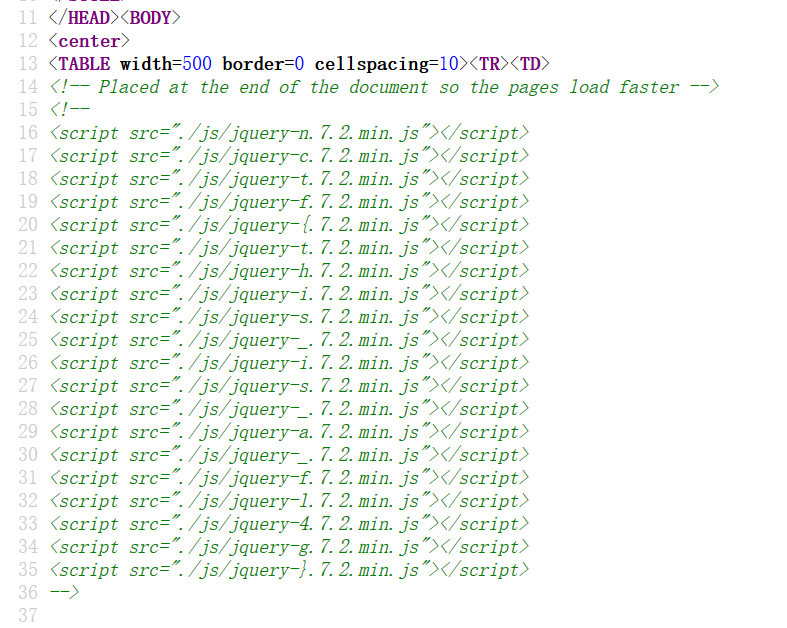 11 </HEAD><BODY>
12 <center>
13 <TABLE width=500 border=0 cellspacing=10><TR><TD>
14 <!-- Placed at the end of the document so the pages load faster -->
15 <!--
16 <script src="./js/jquery-n.7.2.min.js"></script>
17 <script src="./js/jquery-c.7.2.min.js"></script>
18 <script src="./js/jquery-t.7.2.min.js"></script>
19 <script src="./js/jquery-f.7.2.min.js"></script>
20 <script src="./js/jquery-{.7.2.min.js"></script>
21 <script src="./js/jquery-t.7.2.min.js"></script>
22 <script src="./js/jquery-h.7.2.min.js"></script>
23 <script src="./js/jquery-i.7.2.min.js"></script>
24 <script src="./js/jquery-s.7.2.min.js"></script>
25 <script src="./js/jquery-_.7.2.min.js"></script>
26 <script src="./js/jquery-i.7.2.min.js"></script>
27 <script src="./js/jquery-s.7.2.min.js"></script>
28 <script src="./js/jquery-_.7.2.min.js"></script>
29 <script src="./js/jquery-a.7.2.min.js"></script>
30 <script src="./js/jquery-_.7.2.min.js"></script>
31 <script src="./js/jquery-f.7.2.min.js"></script>
32 <script src="./js/jquery-l.7.2.min.js"></script>
33 <script src="./js/jquery-4.7.2.min.js"></script>
34 <script src="./js/jquery-g.7.2.min.js"></script>
35 <script src="./js/jquery-}.7.2.min.js"></script>
36 -->
37